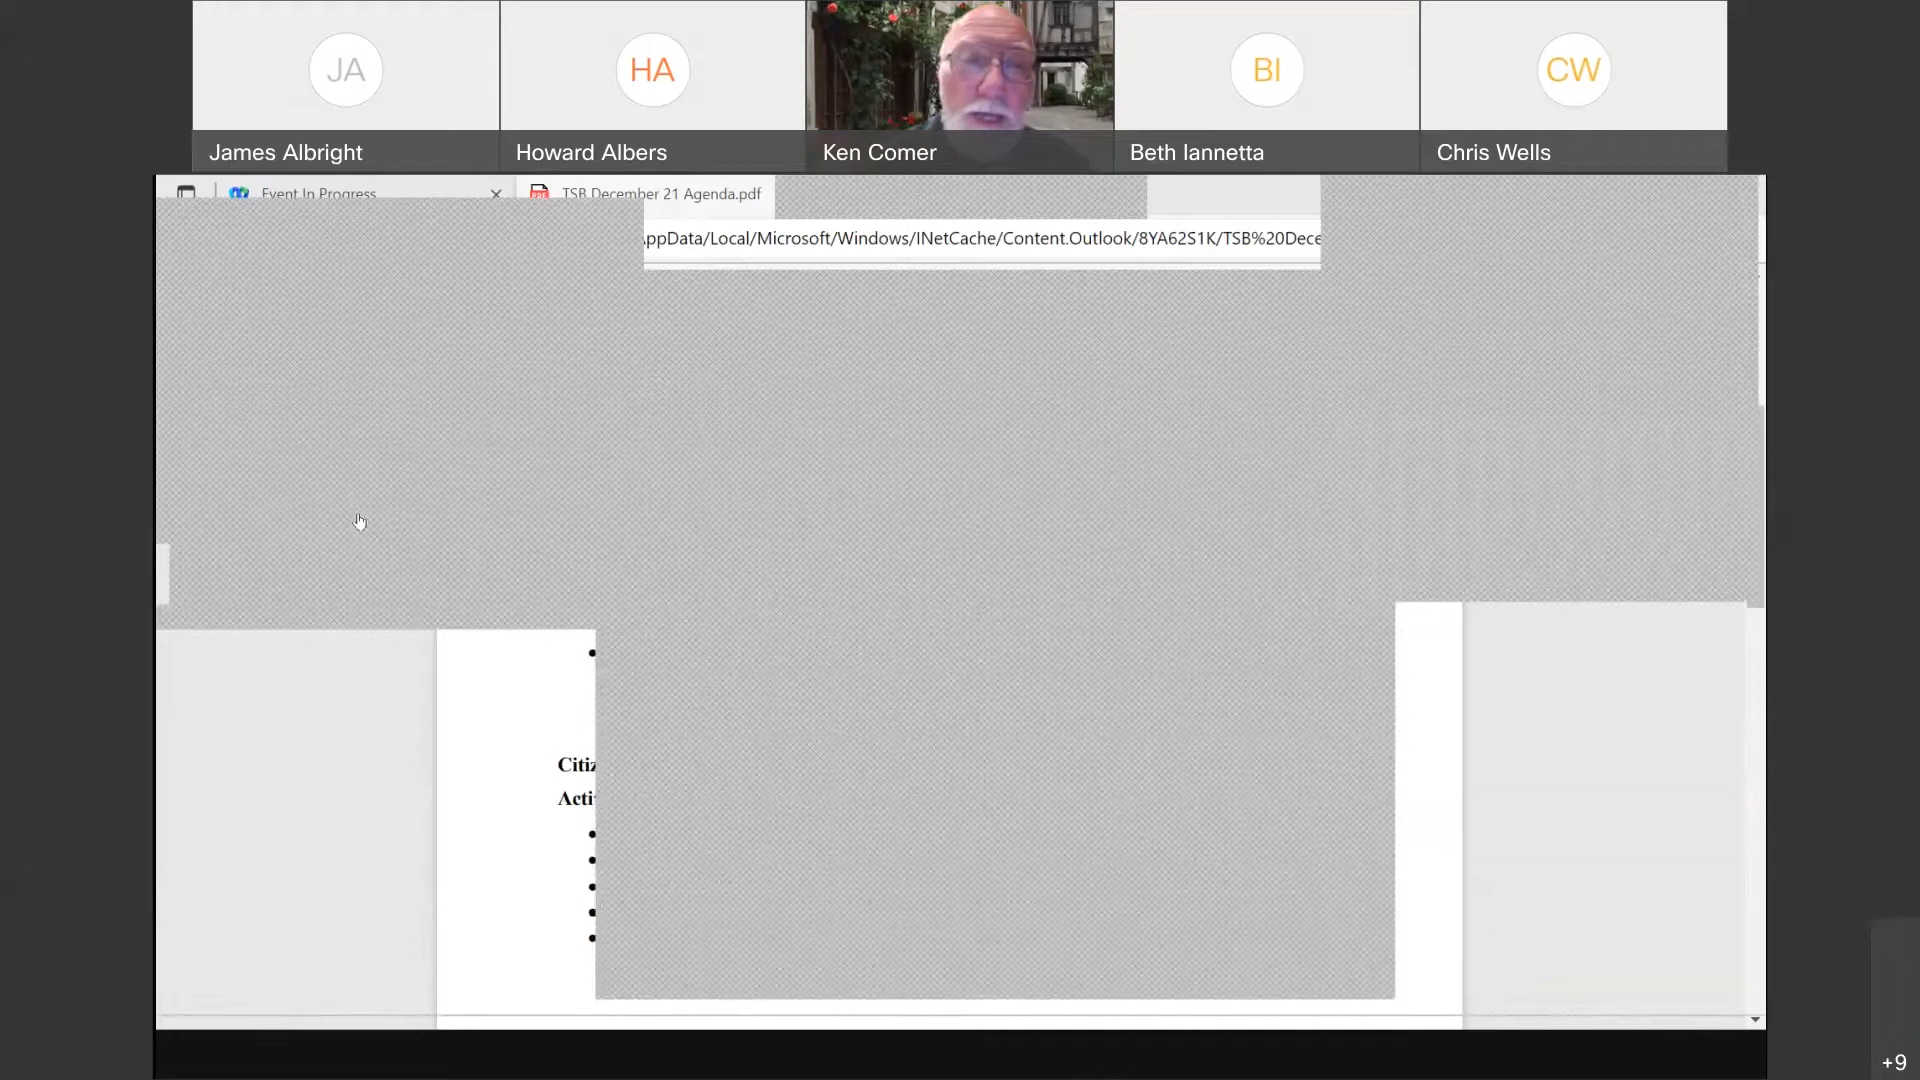 JA
HA
BI
CW
James Albright
Howard Albers
Ken Comer
Beth Iannetta
Chris Wells
Event In Progress
TSB December 21 Agenda.pdf
ppData/Local/Microsoft/Windows/INetCache/Content.Outlook/8YA62S1K/TSB%20Dece
Citiz
Acti
+9